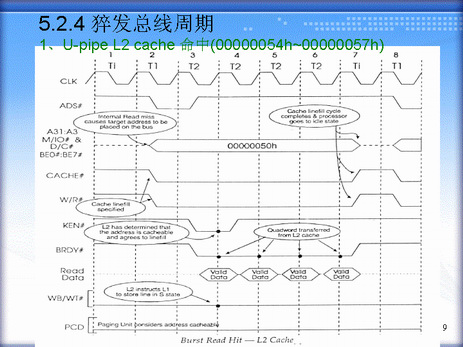 5.2.4 猝发总线周期
1、U-pipe L2 cache 命中(00000054h~00000057h)
1 2 3 4 5 6 7 8
Ti T1 T2 T2 T2 T2 Ti T1
CLK
ADS#
Internal Read miss
causes target address to be
placed on the bus
Cache linefill cycle
completes & processor
goes to idle state
A31:A3
M/IO# &
D/C#
BE0#:BE7#
00000050h
CACHE#
W/R#
Cache linefill
specified
KEN#
L2 has determined that
the address is cacheable
and agrees to linefill
Quadword transferred
from L2 cache
BRDY#
Read
Data
Valid
Data
Valid
Data
Valid
Data
Valid
Data
L2 instructs L1
to store line in S state
WB/WT#
PCD
Paging Unit considers address cacheable
Burst Read Hit — L2 Cache
9